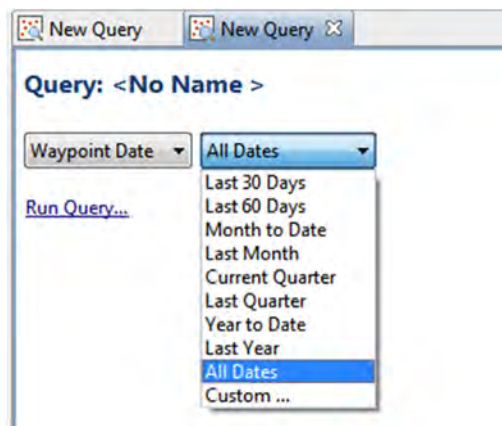 New Query New Query
Query: <No Name >
Waypoint Date All Dates
Last 30 Days
Run Query... Last 60 Days
Month to Date
Last Month
Current Quarter
Last Quarter
Year to Date
Last Year
All Dates
Custom ...